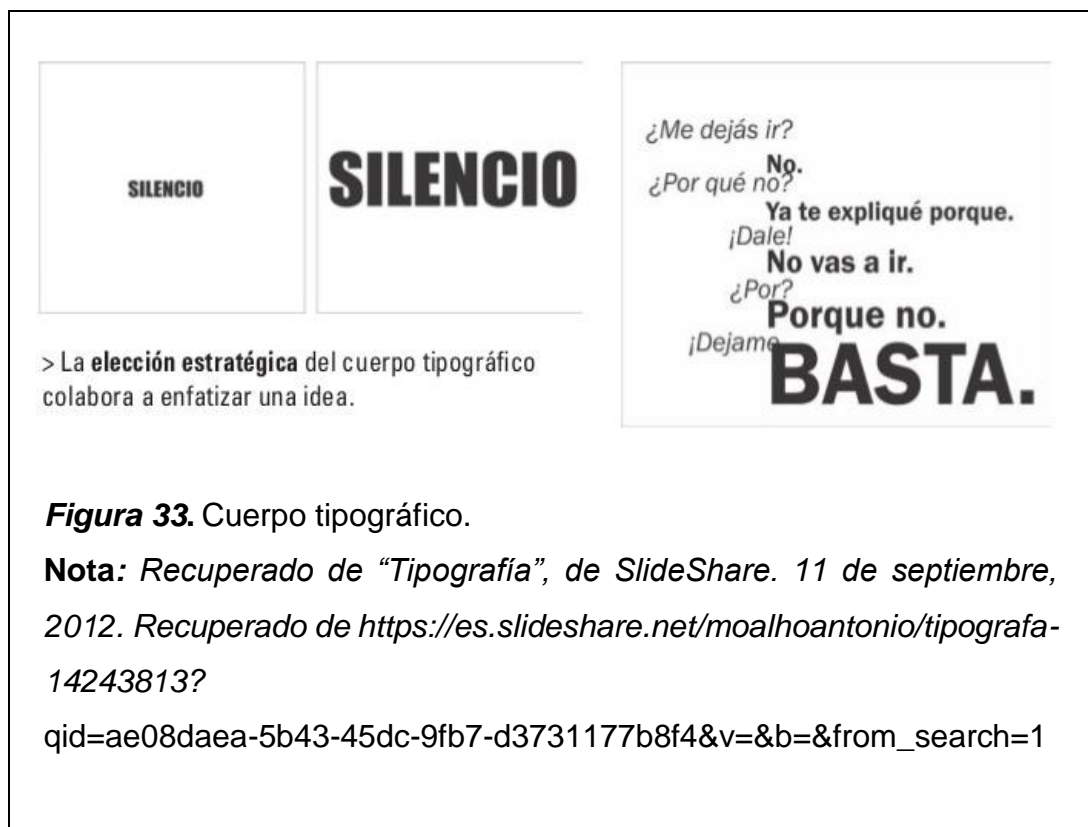 SILENCIO
SILENCIO
¿Me dejás ir?
No.
¿Por qué no?
Ya te expliqué porque.
¡Dale!
No vas a ir.
¿Por?
Porque no.
¡Dejame
BASTA.
> La elección estratégica del cuerpo tipográfico
colabora a enfatizar una idea.
Figura 33. Cuerpo tipográfico.
Nota: Recuperado de “Tipografía”, de SlideShare. 11 de septiembre,
2012. Recuperado de https://es.slideshare.net/moalhoantonio/tipografa-
14243813?
qid=ae08daea-5b43-45dc-9fb7-d3731177b8f4&v=&b=&from_search=1